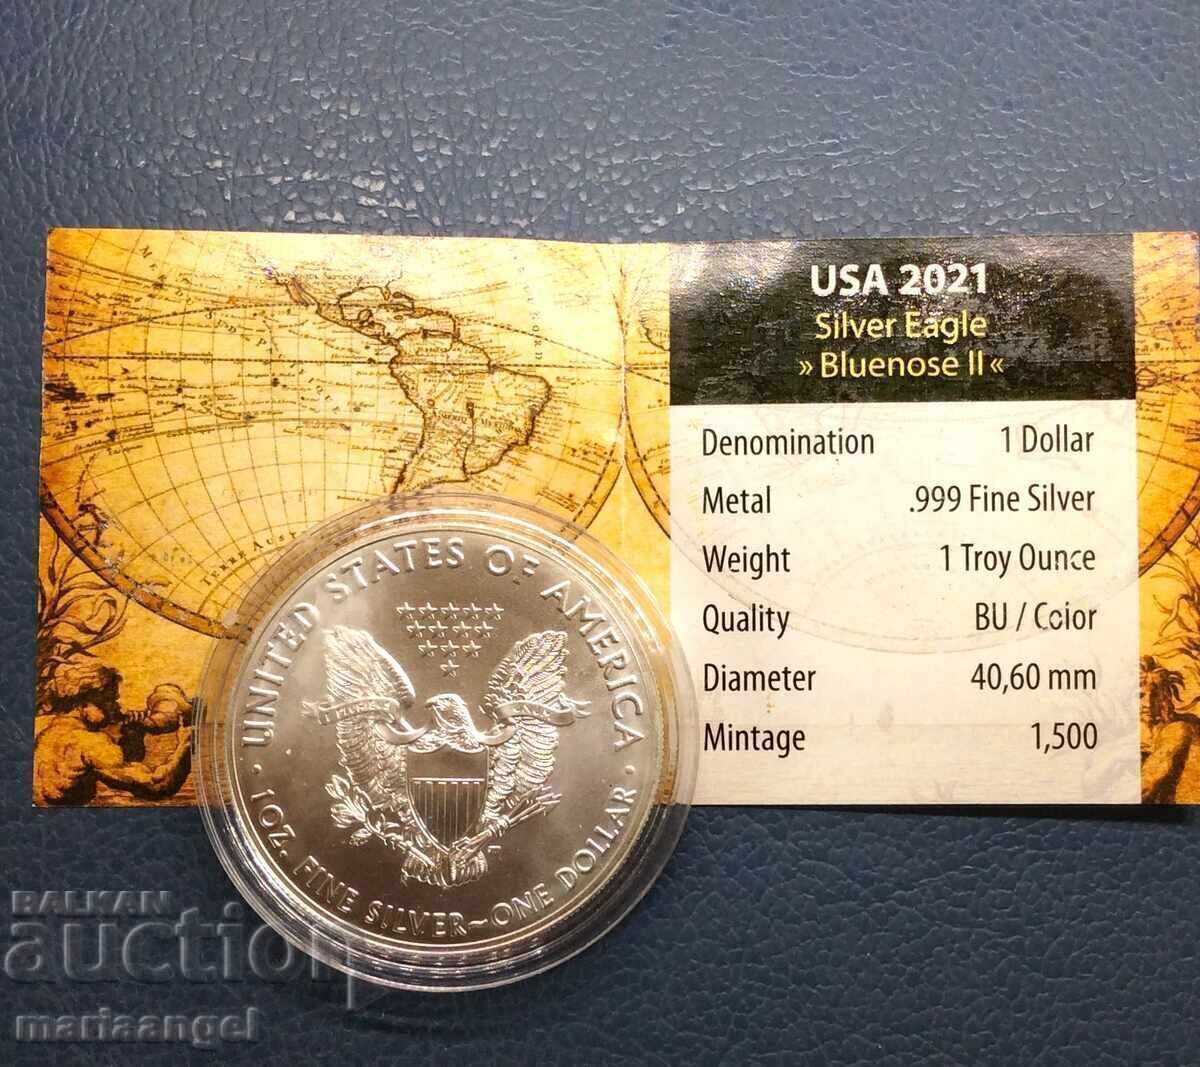 USA 2021
Silver Eagle
» Bluenose II «
Denomination 1 Dollar
Metal .999 Fine Silver
Weight 1 Troy Ounce
Quality BU / Color
Diameter 40,60 mm
Mintage 1,500
UNITED STATES OF AMERICA
· 1 OZ. FINE SILVER~ONE DOLLAR ·
BALKAN
auction
mariaangel